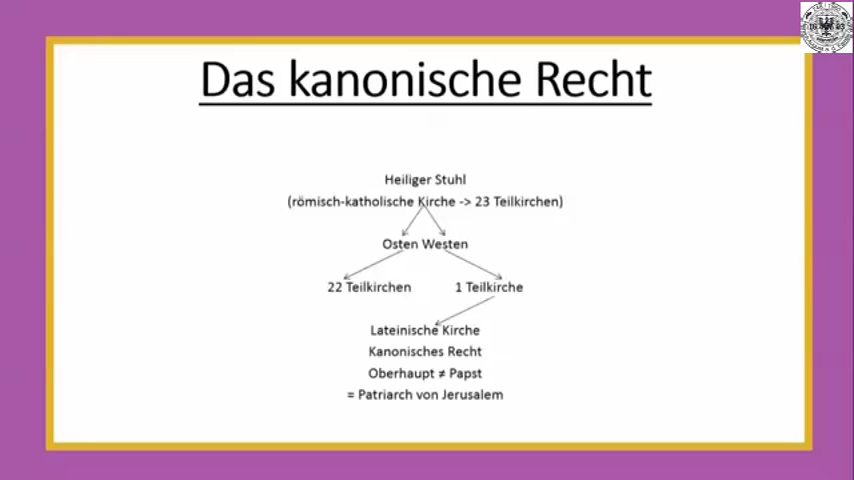 Das kanonische Recht
Heiliger Stuhl
(römisch-katholische Kirche -> 23 Teilkirchen)
Osten Westen
22 Teilkirchen 1 Teilkirche
Lateinische Kirche
Kanonisches Recht
Oberhaupt ≠ Papst
= Patriarch von Jerusalem